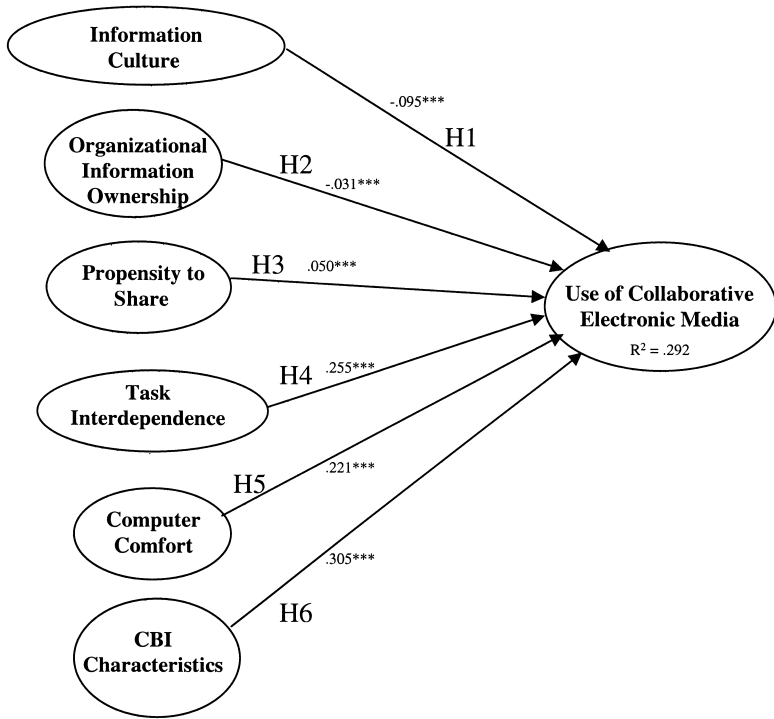 Information
Culture
-.095***
H1
Organizational
Information
Ownership
H2
-.031***
Propensity to
Share
H3
.050***
Use of Collaborative
Electronic Media
R² = .292
Task
Interdependence
H4
.255***
Computer
Comfort
H5
.221***
CBI
Characteristics
.305***
H6